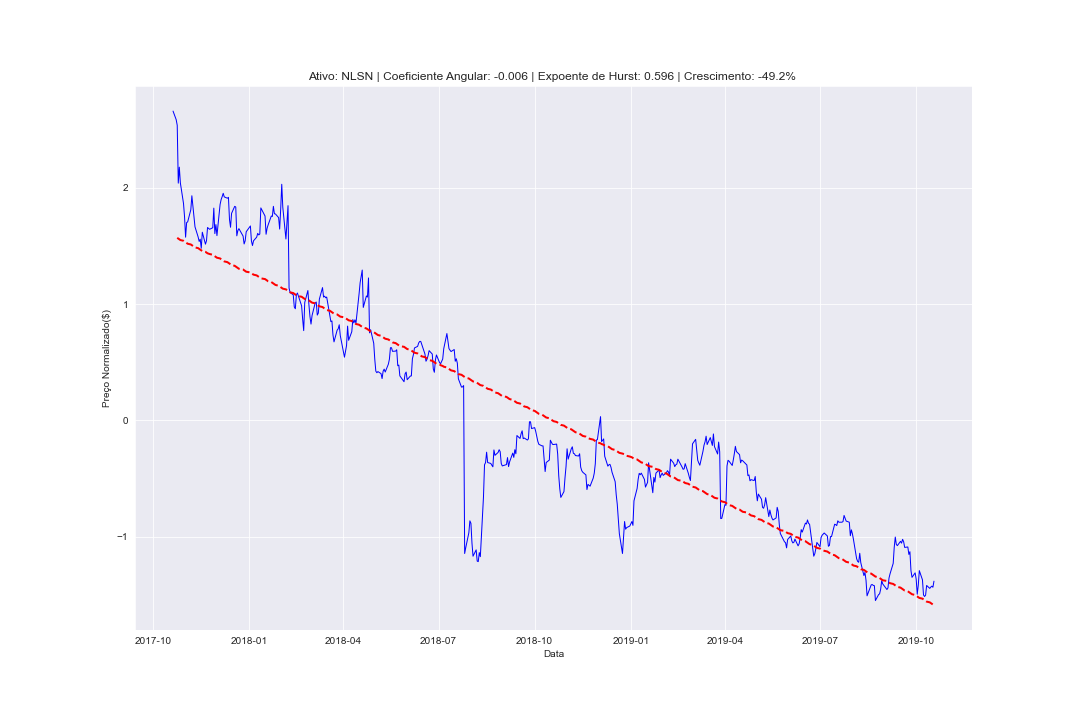 Ativo: NLSN | Coeficiente Angular: -0.006 | Expoente de Hurst: 0.596 | Crescimento: -49.2%
Preço Normalizado($)
2
1
0
−1
2017-10 2018-01 2018-04 2018-07 2018-10 2019-01 2019-04 2019-07 2019-10
Data